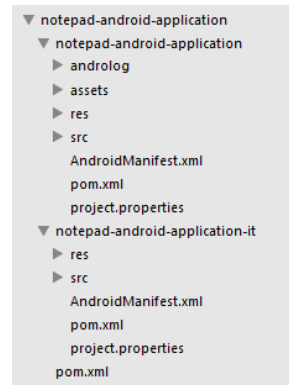 notepad-android-application
notepad-android-application
androlog
assets
res
src
AndroidManifest.xml
pom.xml
project.properties
notepad-android-application-it
res
src
AndroidManifest.xml
pom.xml
project.properties
pom.xml